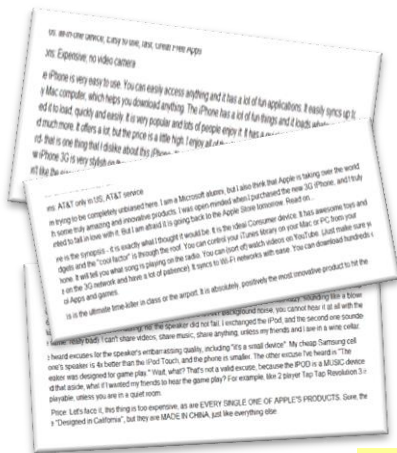 All-in-one device, Easy to use, fast, Great Free Apps
Expensive, no video camera
e iPhone is very easy to use. You can easily access anything and it has a lot of fun applications. It easily syncs up to
y Mac computer, which helps you download anything. The iPhone has a lot of fun things and it loads
ed it to load, quickly and easily. It is very popular and lots of people enjoy it. It has a
d much more. It offers a lot, but the price is a little high. I enjoy all of
that is one thing that I dislike about this
w iPhone 3G is very stylish
AT&T only in US, AT&T service
m trying to be completely unbiased here. I am a Microsoft alumni, but I also think that Apple is taking over the world
h some truly amazing and innovative products. I was open minded when I purchased the new 3G iPhone, and I truly
nted to fall in love with it. But I am afraid it is going back to the Apple Store tomorrow. Read on...
re is the synopsis - it is exactly what I thought it would be. It is the ideal Consumer device. It has awesome toys and
dgets and the "cool factor" is through the roof. You can control your iTunes library on your Mac or PC from your
one. It will tell you what song is playing on the radio. You can (sort of) watch videos on YouTube. (Just make sure
on the 3G network and have a lot of patience). It syncs to Wi-Fi networks with ease. You can download hundreds
ol Apps and games.
is is the ultimate time-killer in class or the airport. It is absolutely, positively the most innovative product to hit the
sounding like a blow
the speaker did not fail. background noise, you cannot hear it at all with the
really bad) I can't share videos, share music, share anything, unless my friends and I are in a wine cellar.
heard excuses for the speaker's embarrassing quality, including "it's a small device" My cheap Samsung cell
one's speaker is 4x better than the iPod Touch, and the phone is smaller. The other excuse I've heard is "The
eaker was designed for game play." Wait, what? That's not a valid excuse, because the IPOD is a MUSIC device
d that aside, what if I wanted my friends to hear the game play? For example, like 2 player Tap Tap Revolution 3
playable, unless you are in a quiet room.
Price. Let's face it, this thing is too expensive, as are EVERY SINGLE ONE OF APPLE'S PRODUCTS. Sure, the
e "Designed in California", but they are MADE IN CHINA, just like everything else